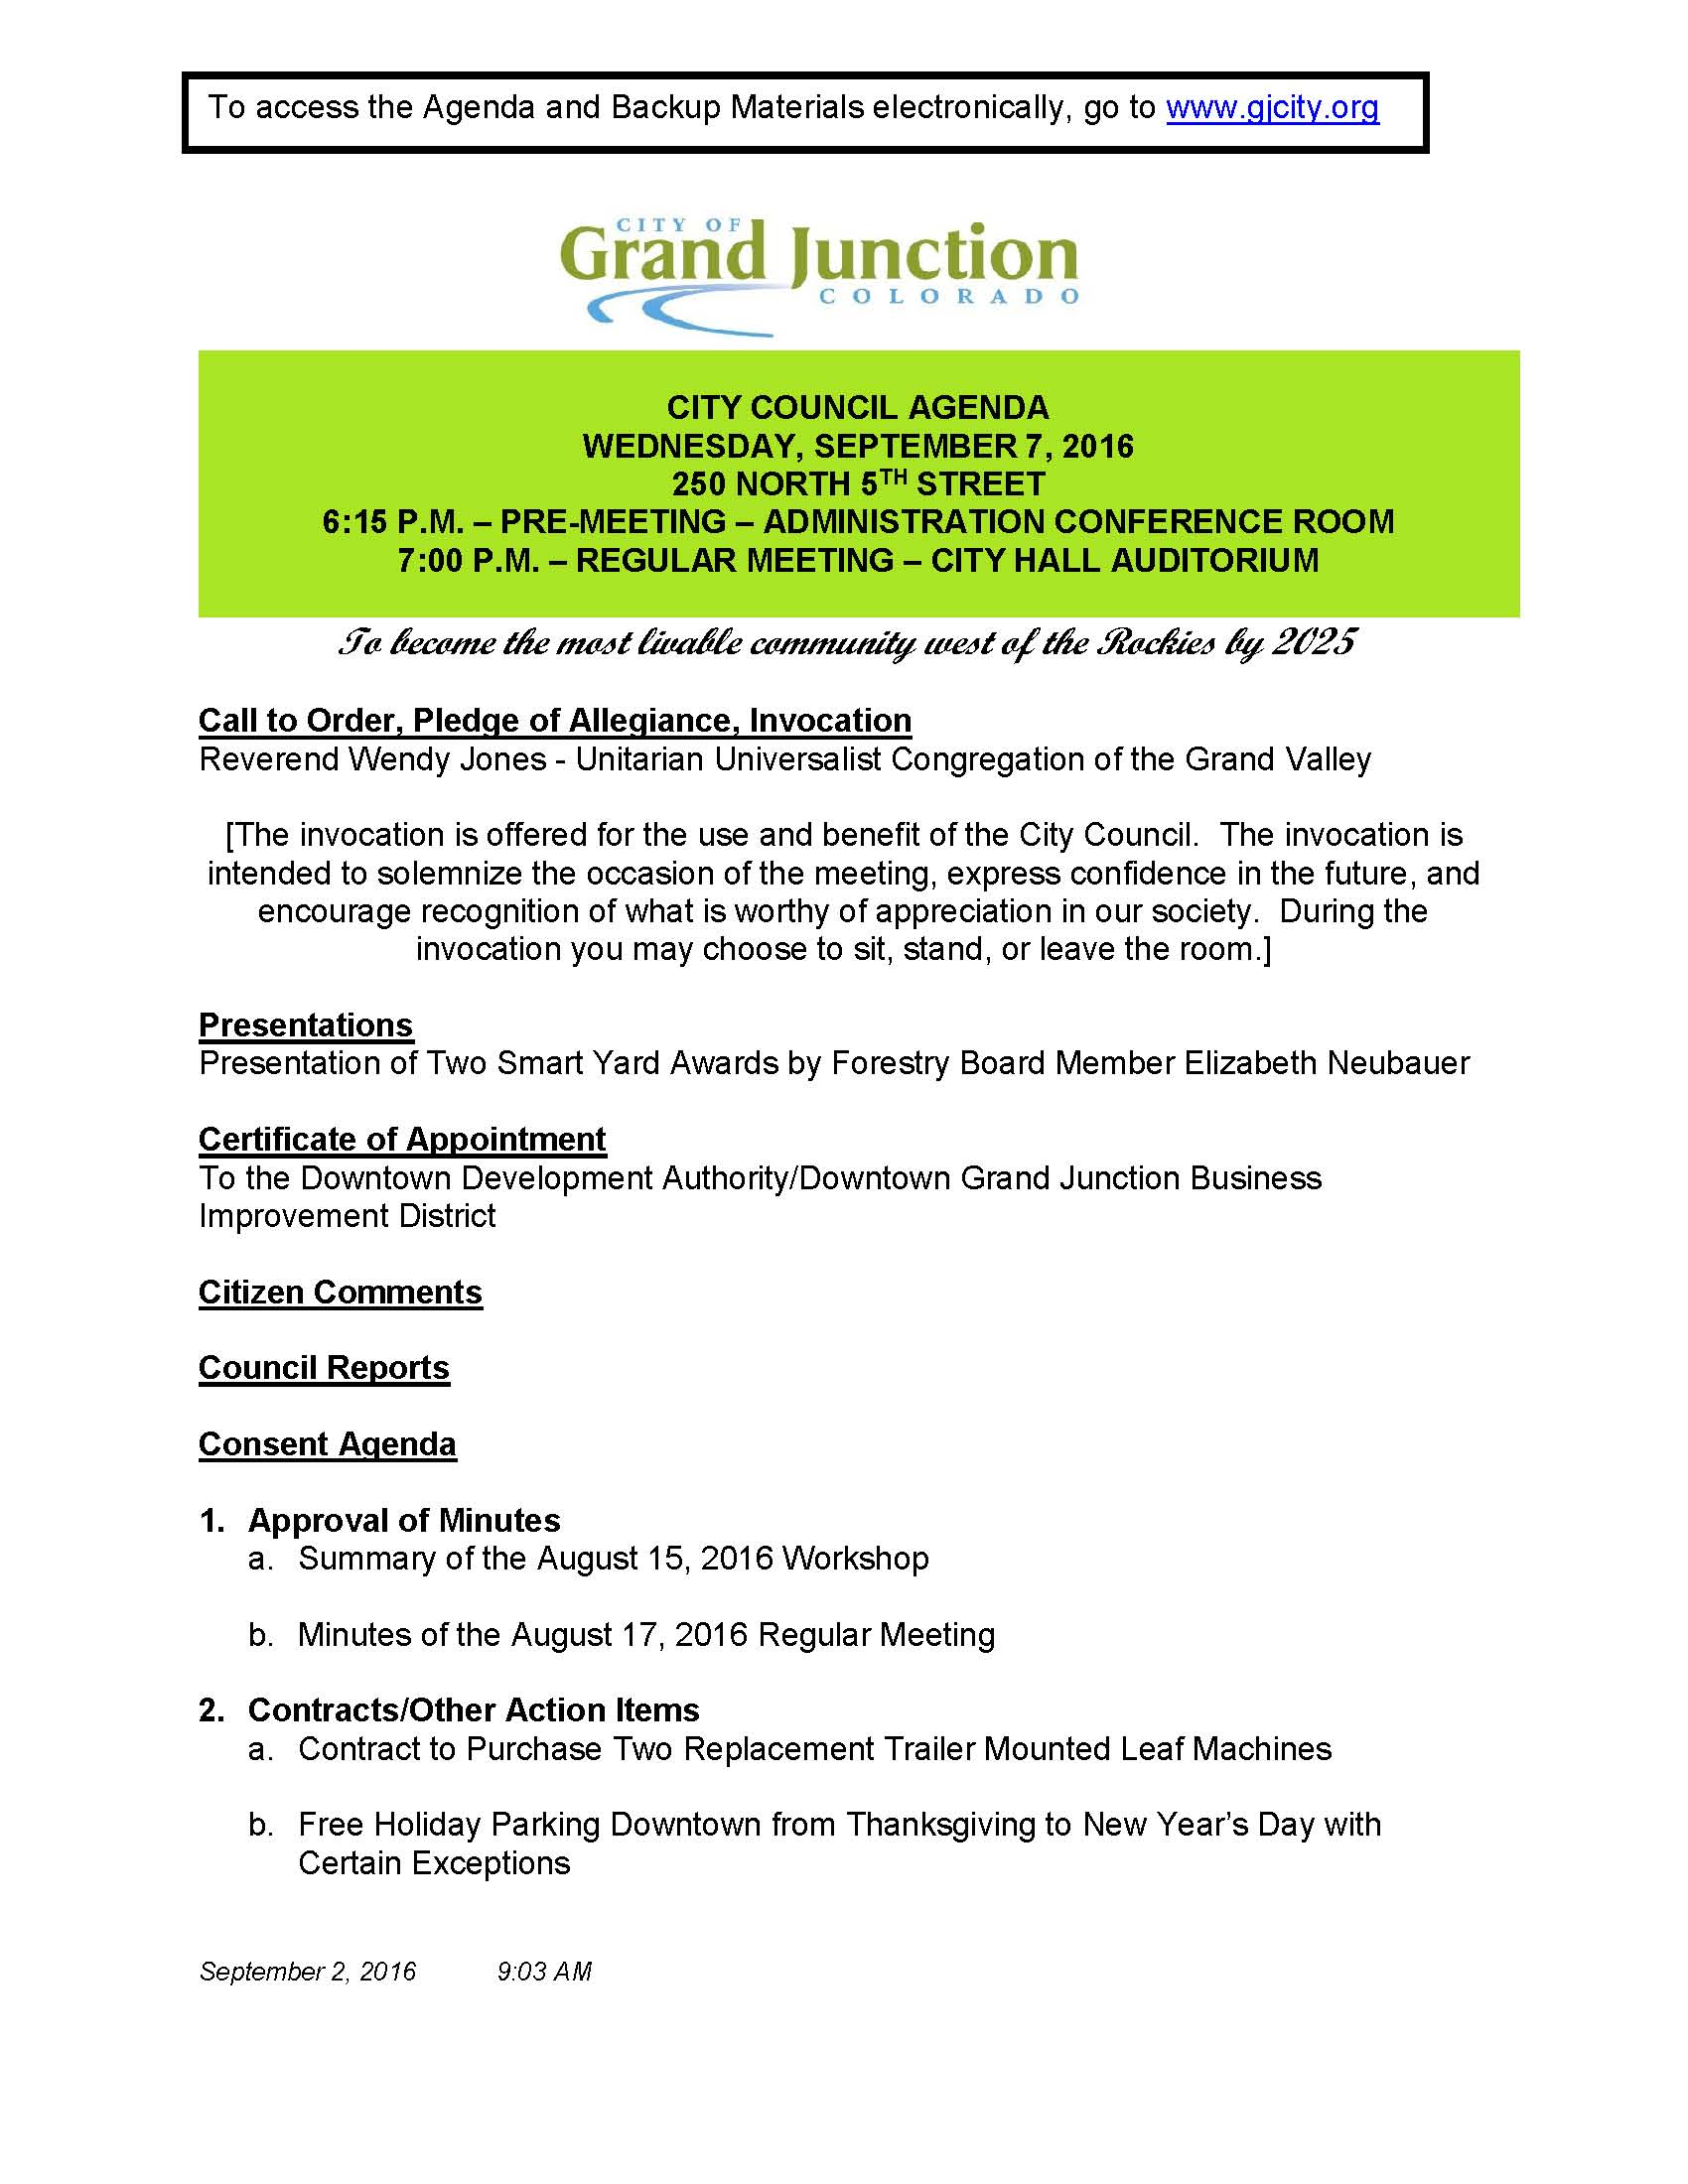 To access the Agenda and Backup Materials electronically, go to www.gjcity.org
CITY OF
Grand Junction
COLORADO
CITY COUNCIL AGENDA
WEDNESDAY, SEPTEMBER 7, 2016
250 NORTH 5TH STREET
6:15 P.M. – PRE-MEETING – ADMINISTRATION CONFERENCE ROOM
7:00 P.M. – REGULAR MEETING – CITY HALL AUDITORIUM
To become the most livable community west of the Rockies by 2025
Call to Order, Pledge of Allegiance, Invocation
Reverend Wendy Jones - Unitarian Universalist Congregation of the Grand Valley
[The invocation is offered for the use and benefit of the City Council.  The invocation is
intended to solemnize the occasion of the meeting, express confidence in the future, and
encourage recognition of what is worthy of appreciation in our society.  During the
invocation you may choose to sit, stand, or leave the room.]
Presentations
Presentation of Two Smart Yard Awards by Forestry Board Member Elizabeth Neubauer
Certificate of Appointment
To the Downtown Development Authority/Downtown Grand Junction Business
Improvement District
Citizen Comments
Council Reports
Consent Agenda
1. Approval of Minutes
a. Summary of the August 15, 2016 Workshop
b. Minutes of the August 17, 2016 Regular Meeting
2. Contracts/Other Action Items
a. Contract to Purchase Two Replacement Trailer Mounted Leaf Machines
b. Free Holiday Parking Downtown from Thanksgiving to New Year’s Day with
Certain Exceptions
September 2, 2016 9:03 AM